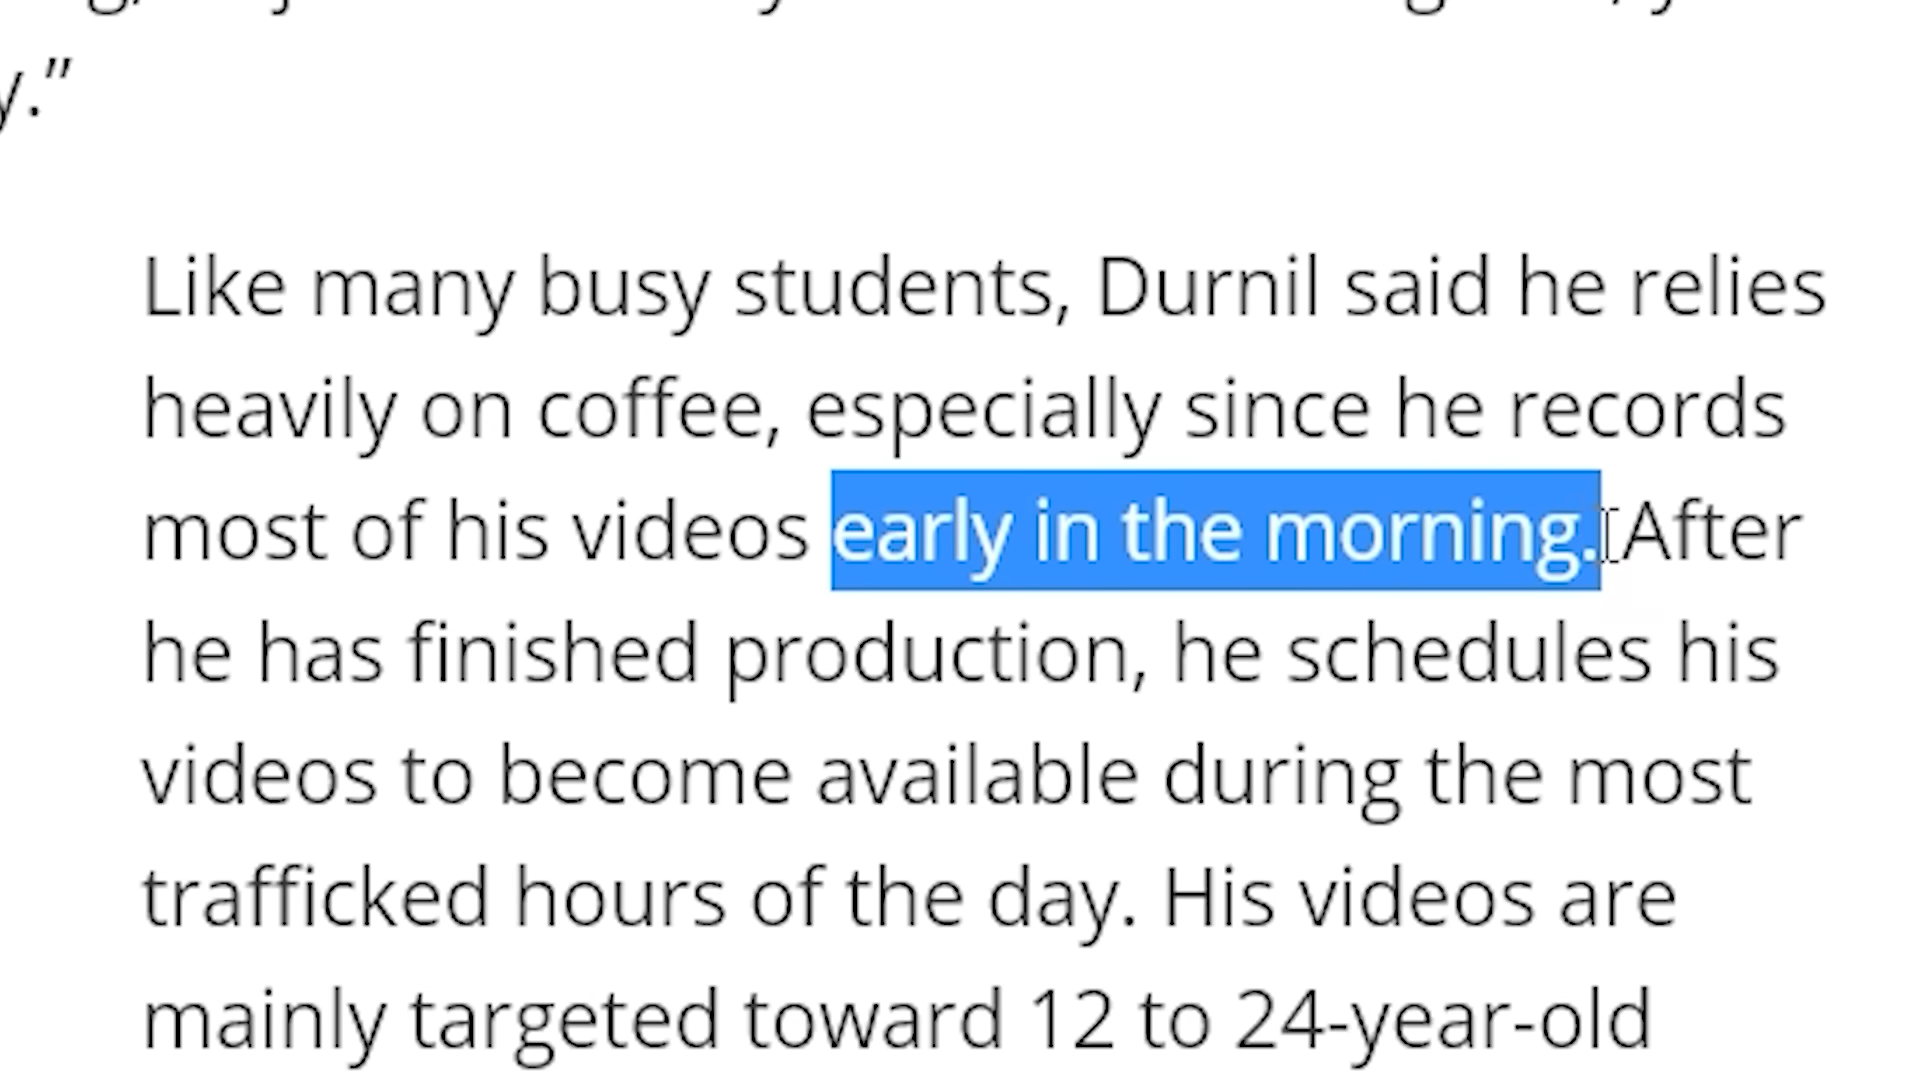 y.”
Like many busy students, Durnil said he relies
heavily on coffee, especially since he records
most of his videos early in the morning. After
he has finished production, he schedules his
videos to become available during the most
trafficked hours of the day. His videos are
mainly targeted toward 12 to 24-year-old